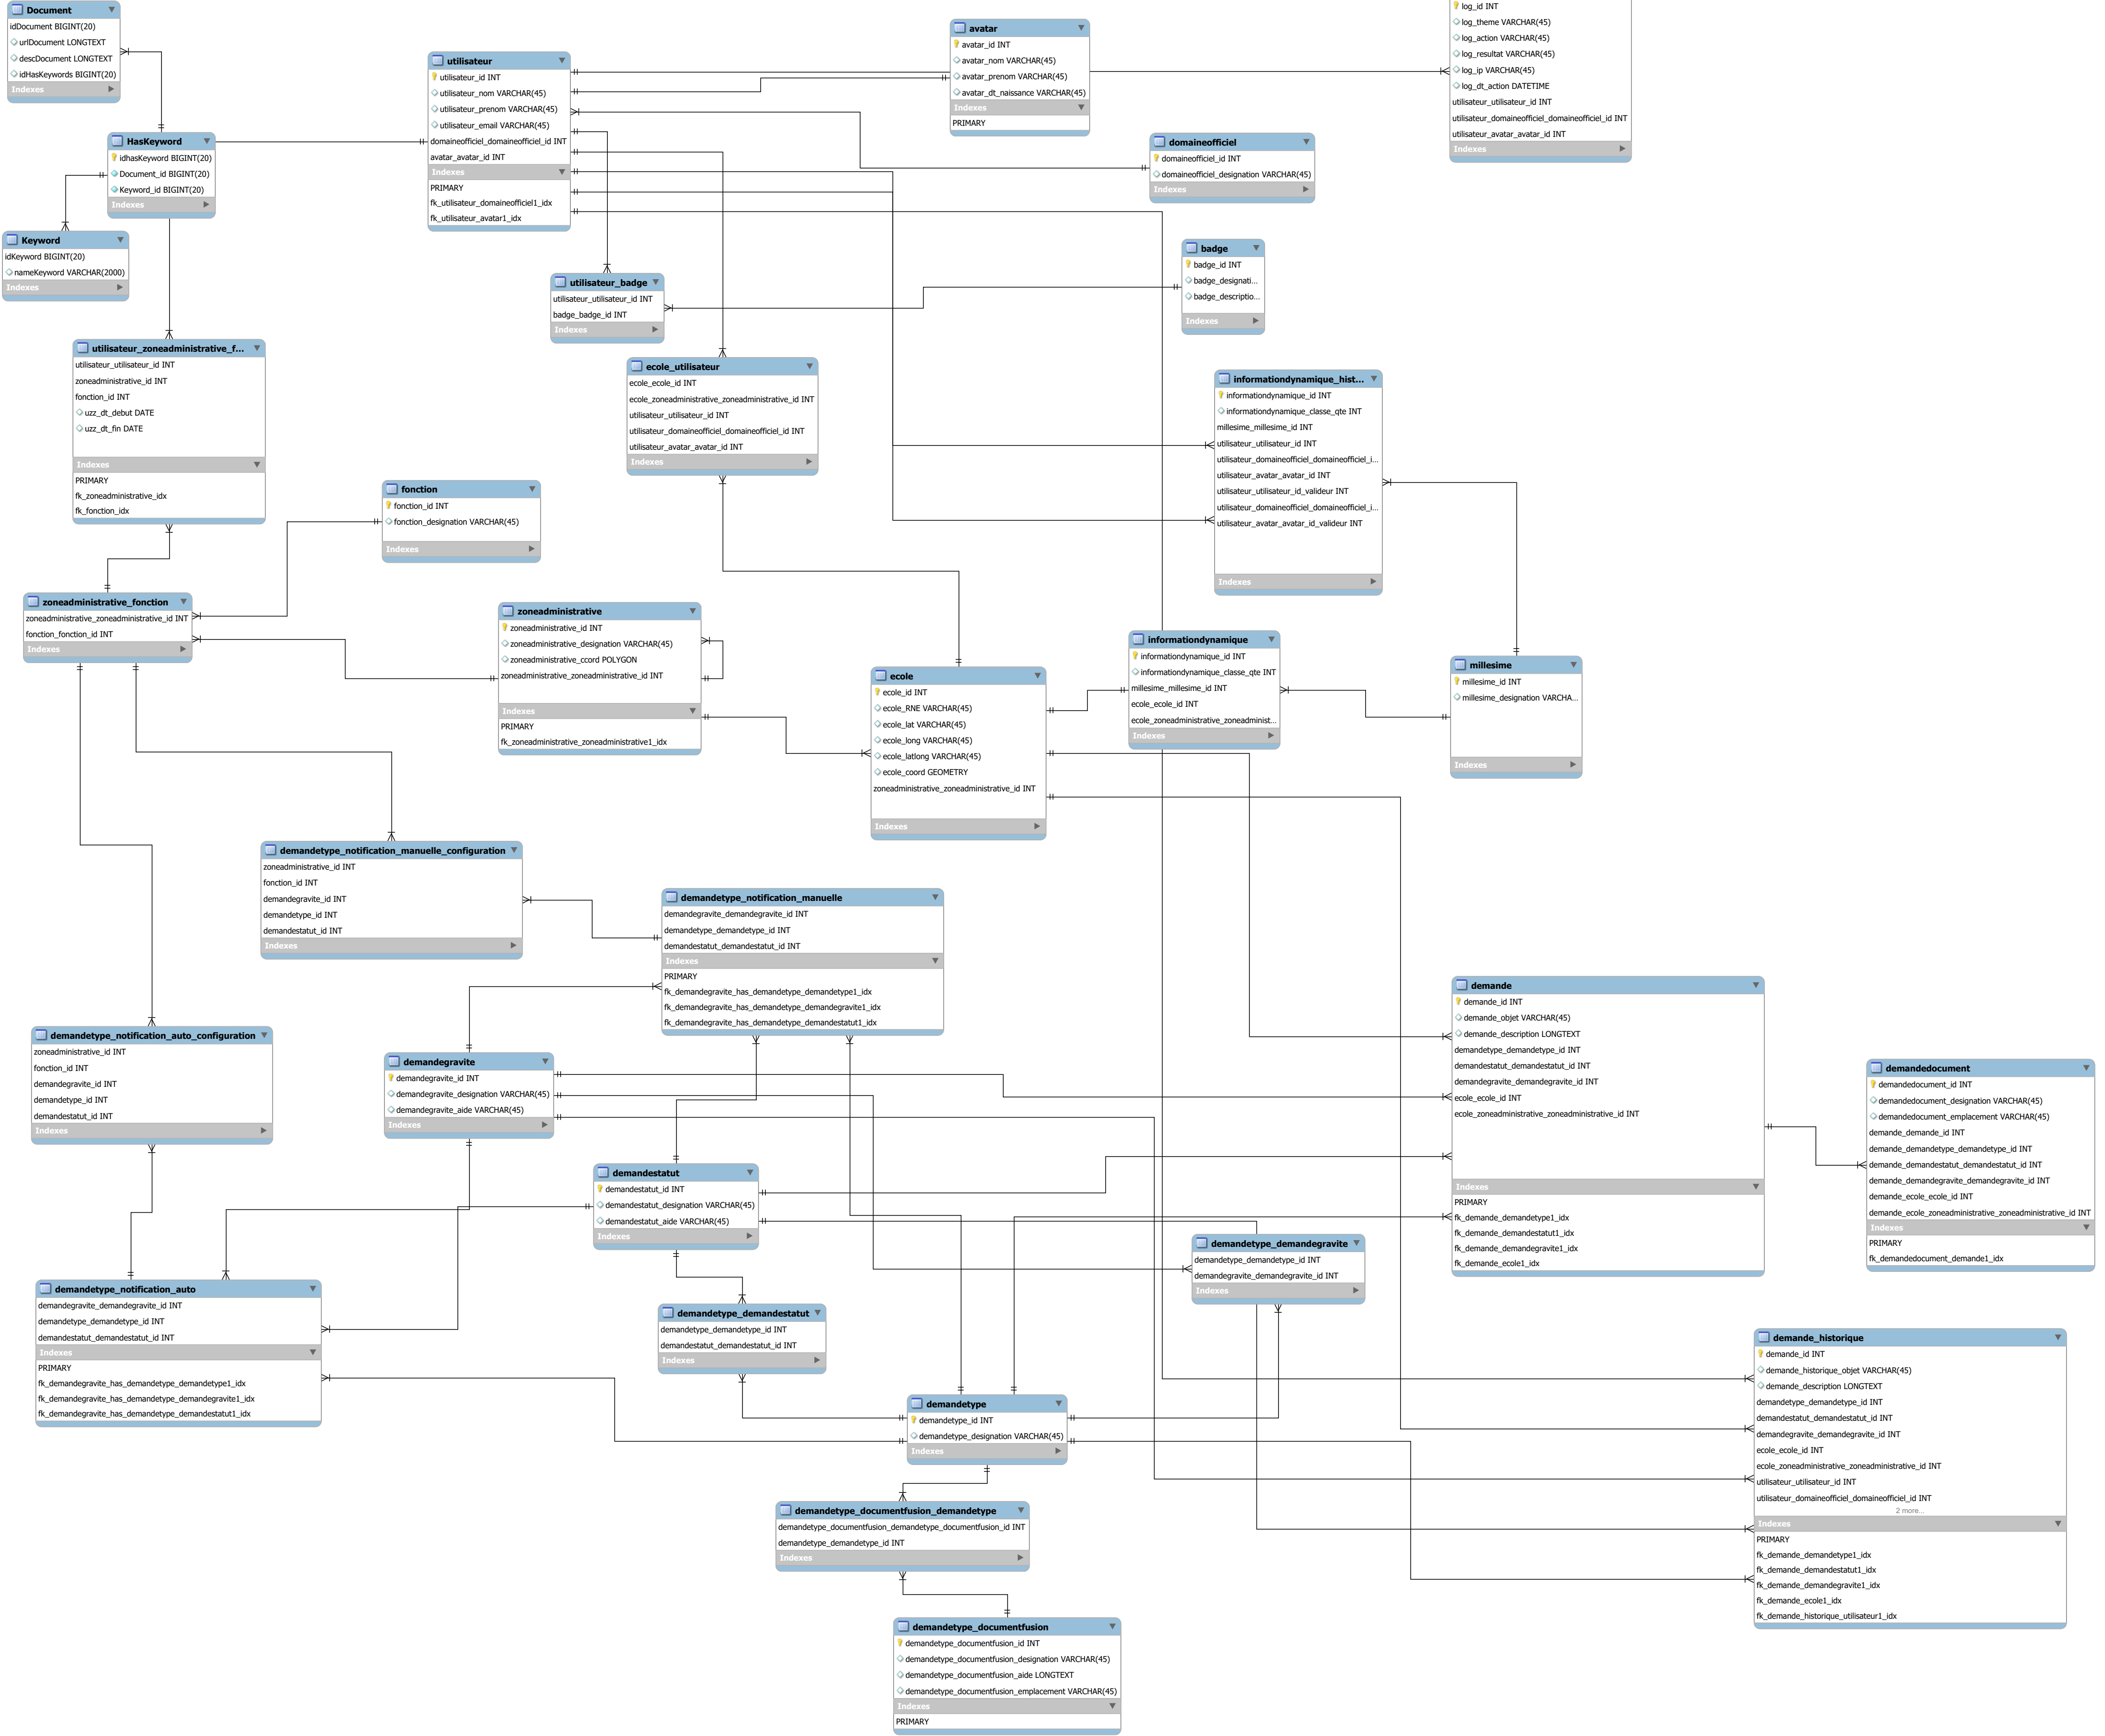 Document
idDocument BIGINT(20)
urlDocument LONGTEXT
descDocument LONGTEXT
idHasKeywords BIGINT(20)
Indexes
HasKeyword
idhasKeyword BIGINT(20)
Document_id BIGINT(20)
Keyword_id BIGINT(20)
Indexes
Keyword
idKeyword BIGINT(20)
nameKeyword VARCHAR(2000)
Indexes
utilisateur
utilisateur_id INT
utilisateur_nom VARCHAR(45)
utilisateur_prenom VARCHAR(45)
utilisateur_email VARCHAR(45)
domaineofficiel_domaineofficiel_id INT
avatar_avatar_id INT
Indexes
PRIMARY
fk_utilisateur_domaineofficiel1_idx
fk_utilisateur_avatar1_idx
avatar
avatar_id INT
avatar_nom VARCHAR(45)
avatar_prenom VARCHAR(45)
avatar_dt_naissance VARCHAR(45)
Indexes
PRIMARY
log_id INT
log_theme VARCHAR(45)
log_action VARCHAR(45)
log_resultat VARCHAR(45)
log_ip VARCHAR(45)
log_dt_action DATETIME
utilisateur_utilisateur_id INT
utilisateur_domaineofficiel_domaineofficiel_id INT
utilisateur_avatar_avatar_id INT
Indexes
domaineofficiel
domaineofficiel_id INT
domaineofficiel_designation VARCHAR(45)
Indexes
badge
badge_id INT
badge_designati...
badge_descriptio...
Indexes
utilisateur_badge
utilisateur_utilisateur_id INT
badge_badge_id INT
Indexes
utilisateur_zoneadministrative_f...
utilisateur_utilisateur_id INT
zoneadministrative_id INT
fonction_id INT
uzz_dt_debut DATE
uzz_dt_fin DATE
Indexes
PRIMARY
fk_zoneadministrative_idx
fk_fonction_idx
ecole_utilisateur
ecole_ecole_id INT
ecole_zoneadministrative_zoneadministrative_id INT
utilisateur_utilisateur_id INT
utilisateur_domaineofficiel_domaineofficiel_id INT
utilisateur_avatar_avatar_id INT
Indexes
informationdynamique_hist...
informationdynamique_id INT
informationdynamique_classe_qte INT
millesime_millesime_id INT
utilisateur_utilisateur_id INT
utilisateur_domaineofficiel_domaineofficiel_i...
utilisateur_avatar_avatar_id INT
utilisateur_utilisateur_id_valideur INT
utilisateur_domaineofficiel_domaineofficiel_i...
utilisateur_avatar_avatar_id_valideur INT
Indexes
fonction
fonction_id INT
fonction_designation VARCHAR(45)
Indexes
zoneadministrative_fonction
zoneadministrative_zoneadministrative_id INT
fonction_fonction_id INT
Indexes
zoneadministrative
zoneadministrative_id INT
zoneadministrative_designation VARCHAR(45)
zoneadministrative_ccord POLYGON
zoneadministrative_zoneadministrative_id INT
Indexes
PRIMARY
fk_zoneadministrative_zoneadministrative1_idx
ecole
ecole_id INT
ecole_RNE VARCHAR(45)
ecole_lat VARCHAR(45)
ecole_long VARCHAR(45)
ecole_latlong VARCHAR(45)
ecole_coord GEOMETRY
zoneadministrative_zoneadministrative_id INT
Indexes
informationdynamique
informationdynamique_id INT
informationdynamique_classe_qte INT
millesime_millesime_id INT
ecole_ecole_id INT
ecole_zoneadministrative_zoneadminist...
Indexes
millesime
millesime_id INT
millesime_designation VARCHA...
Indexes
demandetype_notification_manuelle_configuration
zoneadministrative_id INT
fonction_id INT
demandegravite_id INT
demandetype_id INT
demandestatut_id INT
Indexes
demandetype_notification_manuelle
demandegravite_demandegravite_id INT
demandetype_demandetype_id INT
demandestatut_demandestatut_id INT
Indexes
PRIMARY
fk_demandegravite_has_demandetype_demandetype1_idx
fk_demandegravite_has_demandetype_demandegravite1_idx
fk_demandegravite_has_demandetype_demandestatut1_idx
demande
demande_id INT
demande_objet VARCHAR(45)
demande_description LONGTEXT
demandetype_demandetype_id INT
demandestatut_demandestatut_id INT
demandegravite_demandegravite_id INT
ecole_ecole_id INT
ecole_zoneadministrative_zoneadministrative_id INT
Indexes
PRIMARY
fk_demande_demandetype1_idx
fk_demande_demandestatut1_idx
fk_demande_demandegravite1_idx
fk_demande_ecole1_idx
demandedocument
demandedocument_id INT
demandedocument_designation VARCHAR(45)
demandedocument_emplacement VARCHAR(45)
demande_demande_id INT
demande_demandetype_demandetype_id INT
demande_demandestatut_demandestatut_id INT
demande_demandegravite_demandegravite_id INT
demande_ecole_ecole_id INT
demande_ecole_zoneadministrative_zoneadministrative_id INT
Indexes
PRIMARY
fk_demandedocument_demande1_idx
demandetype_notification_auto_configuration
zoneadministrative_id INT
fonction_id INT
demandegravite_id INT
demandetype_id INT
demandestatut_id INT
Indexes
demandegravite
demandegravite_id INT
demandegravite_designation VARCHAR(45)
demandegravite_aide VARCHAR(45)
Indexes
demandestatut
demandestatut_id INT
demandestatut_designation VARCHAR(45)
demandestatut_aide VARCHAR(45)
Indexes
demandetype_demandegravite
demandetype_demandetype_id INT
demandegravite_demandegravite_id INT
Indexes
demandetype_notification_auto
demandegravite_demandegravite_id INT
demandetype_demandetype_id INT
demandestatut_demandestatut_id INT
Indexes
PRIMARY
fk_demandegravite_has_demandetype_demandetype1_idx
fk_demandegravite_has_demandetype_demandegravite1_idx
fk_demandegravite_has_demandetype_demandestatut1_idx
demandetype_demandestatut
demandetype_demandetype_id INT
demandestatut_demandestatut_id INT
Indexes
demande_historique
demande_id INT
demande_historique_objet VARCHAR(45)
demande_description LONGTEXT
demandetype_demandetype_id INT
demandestatut_demandestatut_id INT
demandegravite_demandegravite_id INT
ecole_ecole_id INT
ecole_zoneadministrative_zoneadministrative_id INT
utilisateur_utilisateur_id INT
utilisateur_domaineofficiel_domaineofficiel_id INT
2 more...
Indexes
PRIMARY
fk_demande_demandetype1_idx
fk_demande_demandestatut1_idx
fk_demande_demandegravite1_idx
fk_demande_ecole1_idx
fk_demande_historique_utilisateur1_idx
demandetype
demandetype_id INT
demandetype_designation VARCHAR(45)
Indexes
demandetype_documentfusion_demandetype
demandetype_documentfusion_demandetype_documentfusion_id INT
demandetype_demandetype_id INT
Indexes
demandetype_documentfusion
demandetype_documentfusion_id INT
demandetype_documentfusion_designation VARCHAR(45)
demandetype_documentfusion_aide LONGTEXT
demandetype_documentfusion_emplacement VARCHAR(45)
Indexes
PRIMARY